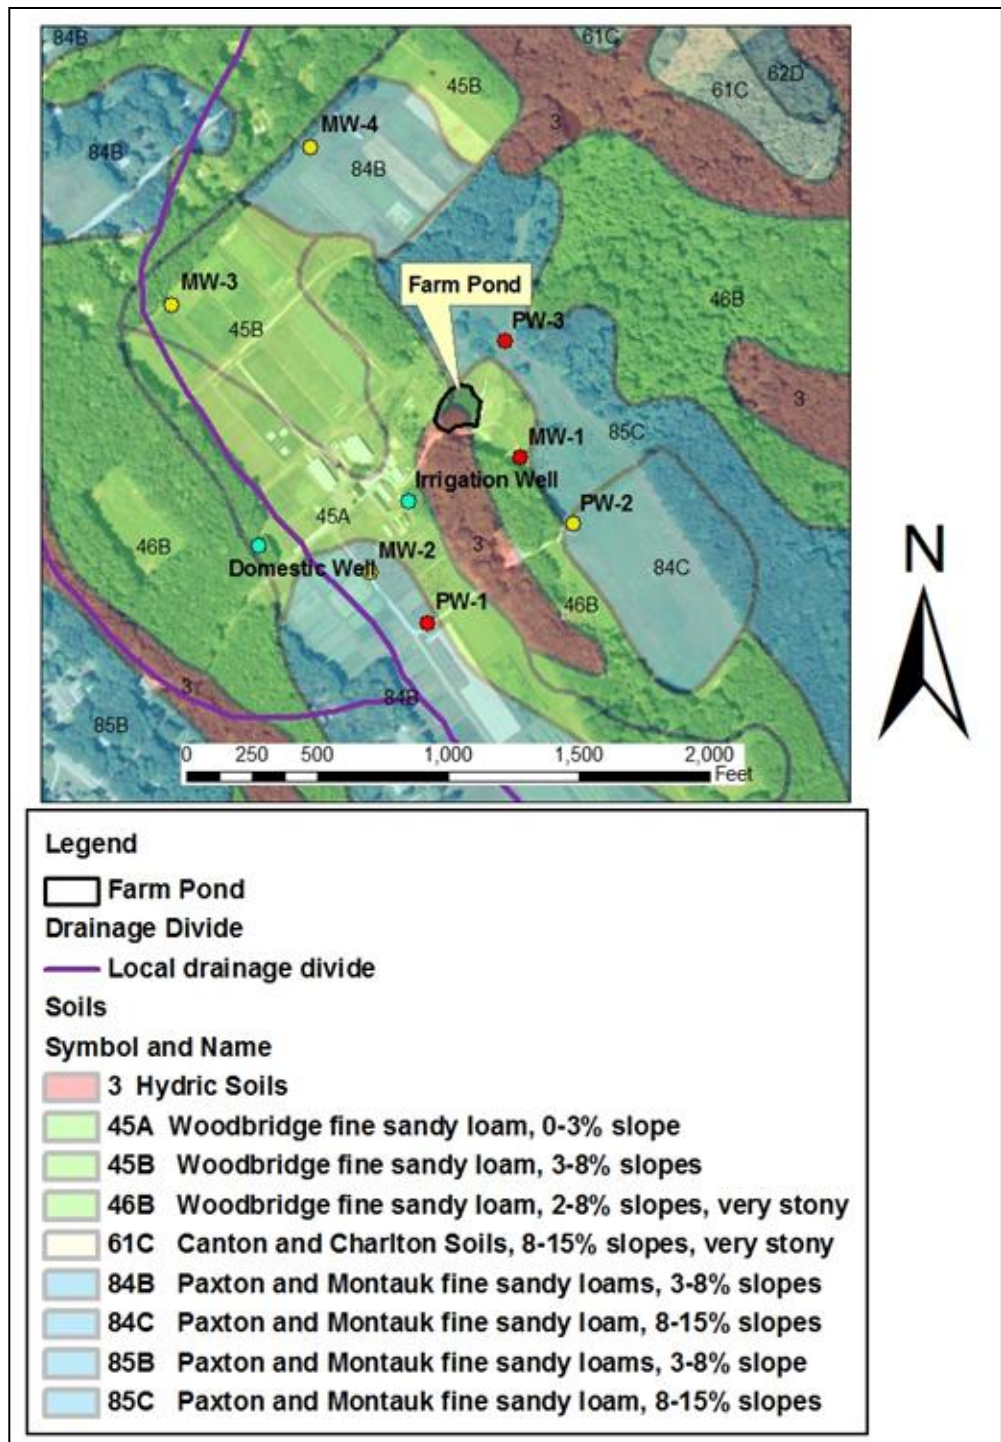 84B
61C
62D
45B
61C
MW-4
3
84B
84B
Farm Pond
MW-3
46B
PW-3
45B
3
85C
MW-1
Irrigation Well
PW-2
45A
3
46B
MW-2
Domestic Well
84C
PW-1
46B
3
84B
85B
0 250 500 1,000 1,500 2,000
Feet
N
Legend
Farm Pond
Drainage Divide
Local drainage divide
Soils
Symbol and Name
3 Hydric Soils
45A Woodbridge fine sandy loam, 0-3% slope
45B Woodbridge fine sandy loam, 3-8% slopes
46B Woodbridge fine sandy loam, 2-8% slopes, very stony
61C Canton and Charlton Soils, 8-15% slopes, very stony
84B Paxton and Montauk fine sandy loams, 3-8% slopes
84C Paxton and Montauk fine sandy loam, 8-15% slopes
85B Paxton and Montauk fine sandy loams, 3-8% slope
85C Paxton and Montauk fine sandy loam, 8-15% slopes